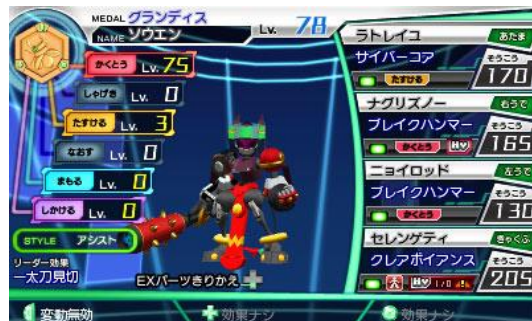 MEDAL グランディス
NAME ソウエン
Lv. 78
かくとう Lv. 75
しゃげき Lv. 0
たすける Lv. 3
なおす Lv. 0
まもる Lv. 0
しかける Lv. 0
STYLE アシスト
リーダー効果
一太刀見切
EXパーツきりかえ
ラトレイコ あたま
サイバーコア そうこう
たすける 170
ナグリズノー みぎうで
ブレイクハンマー そうこう
かくとう Hv 165
ニョイロッド ひだりうで
ブレイクハンマー そうこう
かくとう 130
セレンゲティ きゃくぶ
クレアボイアンス そうこう
Hv 205
変動無効
効果ナシ
効果ナシ